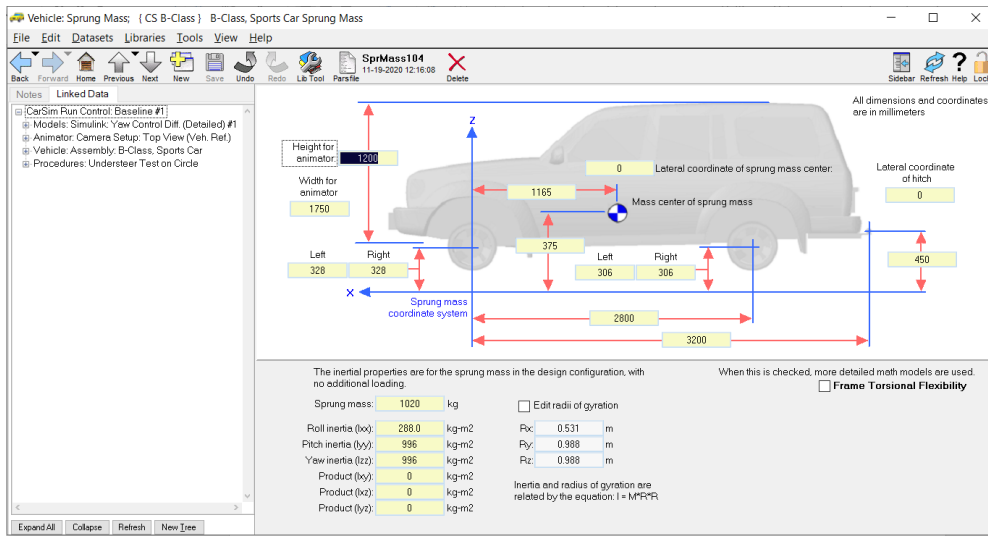 Vehicle: Sprung Mass;   { CS B-Class }   B-Class, Sports Car Sprung Mass
File Edit Datasets Libraries Tools View Help
SprMass104
11-19-2020 12:16:08
Back Forward Home Previous Next New Save Undo Redo Lib Tool Parsfile Delete Sidebar Refresh Help Lock
Notes Linked Data
CarSim Run Control: Baseline #1
Models: Simulink: Yaw Control Diff. (Detailed) #1
Animator: Camera Setup: Top View (Veh. Ref.)
Vehicle: Assembly: B-Class, Sports Car
Procedures: Understeer Test on Circle
Expand All Collapse Refresh New Tree
All dimensions and coordinates
are in millimeters
Z
Height for
animator: 1200
Width for
animator
1750
0 Lateral coordinate of sprung mass center:
Lateral coordinate
of hitch
0
1165
Mass center of sprung mass
375
Left Right
328 328
Left Right
306 306
450
X
Sprung mass
coordinate system
2800
3200
The inertial properties are for the sprung mass in the design configuration, with
no additional loading.
When this is checked, more detailed math models are used.
Frame Torsional Flexibility
Sprung mass: 1020 kg
Edit radii of gyration
Roll inertia (Ixx): 288.0 kg-m2
Rx: 0.531 m
Pitch inertia (Iyy): 996 kg-m2
Ry: 0.988 m
Yaw inertia (Izz): 996 kg-m2
Rz: 0.988 m
Product (Ixy): 0 kg-m2
Product (Ixz): 0 kg-m2
Product (Iyz): 0 kg-m2
Inertia and radius of gyration are
related by the equation: I = M*R*R